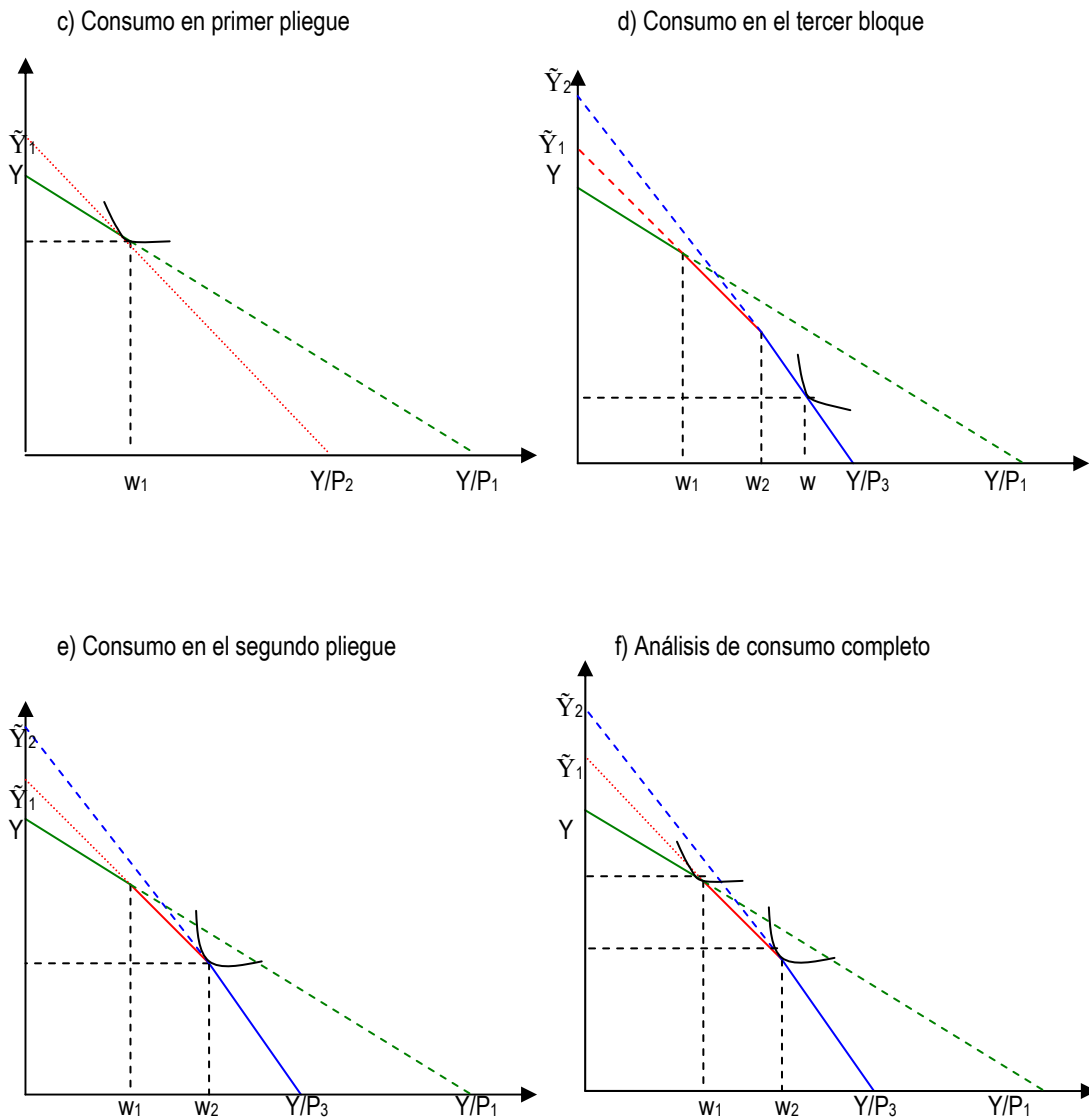 c) Consumo en primer pliegue
Ỹ1
Y
w1 Y/P2 Y/P1
d) Consumo en el tercer bloque
Ỹ2
Ỹ1
Y
w1 w2 w Y/P3 Y/P1
e) Consumo en el segundo pliegue
Ỹ2
Ỹ1
Y
w1 w2 Y/P3 Y/P1
f) Análisis de consumo completo
Ỹ2
Ỹ1
Y
w1 w2 Y/P3 Y/P1